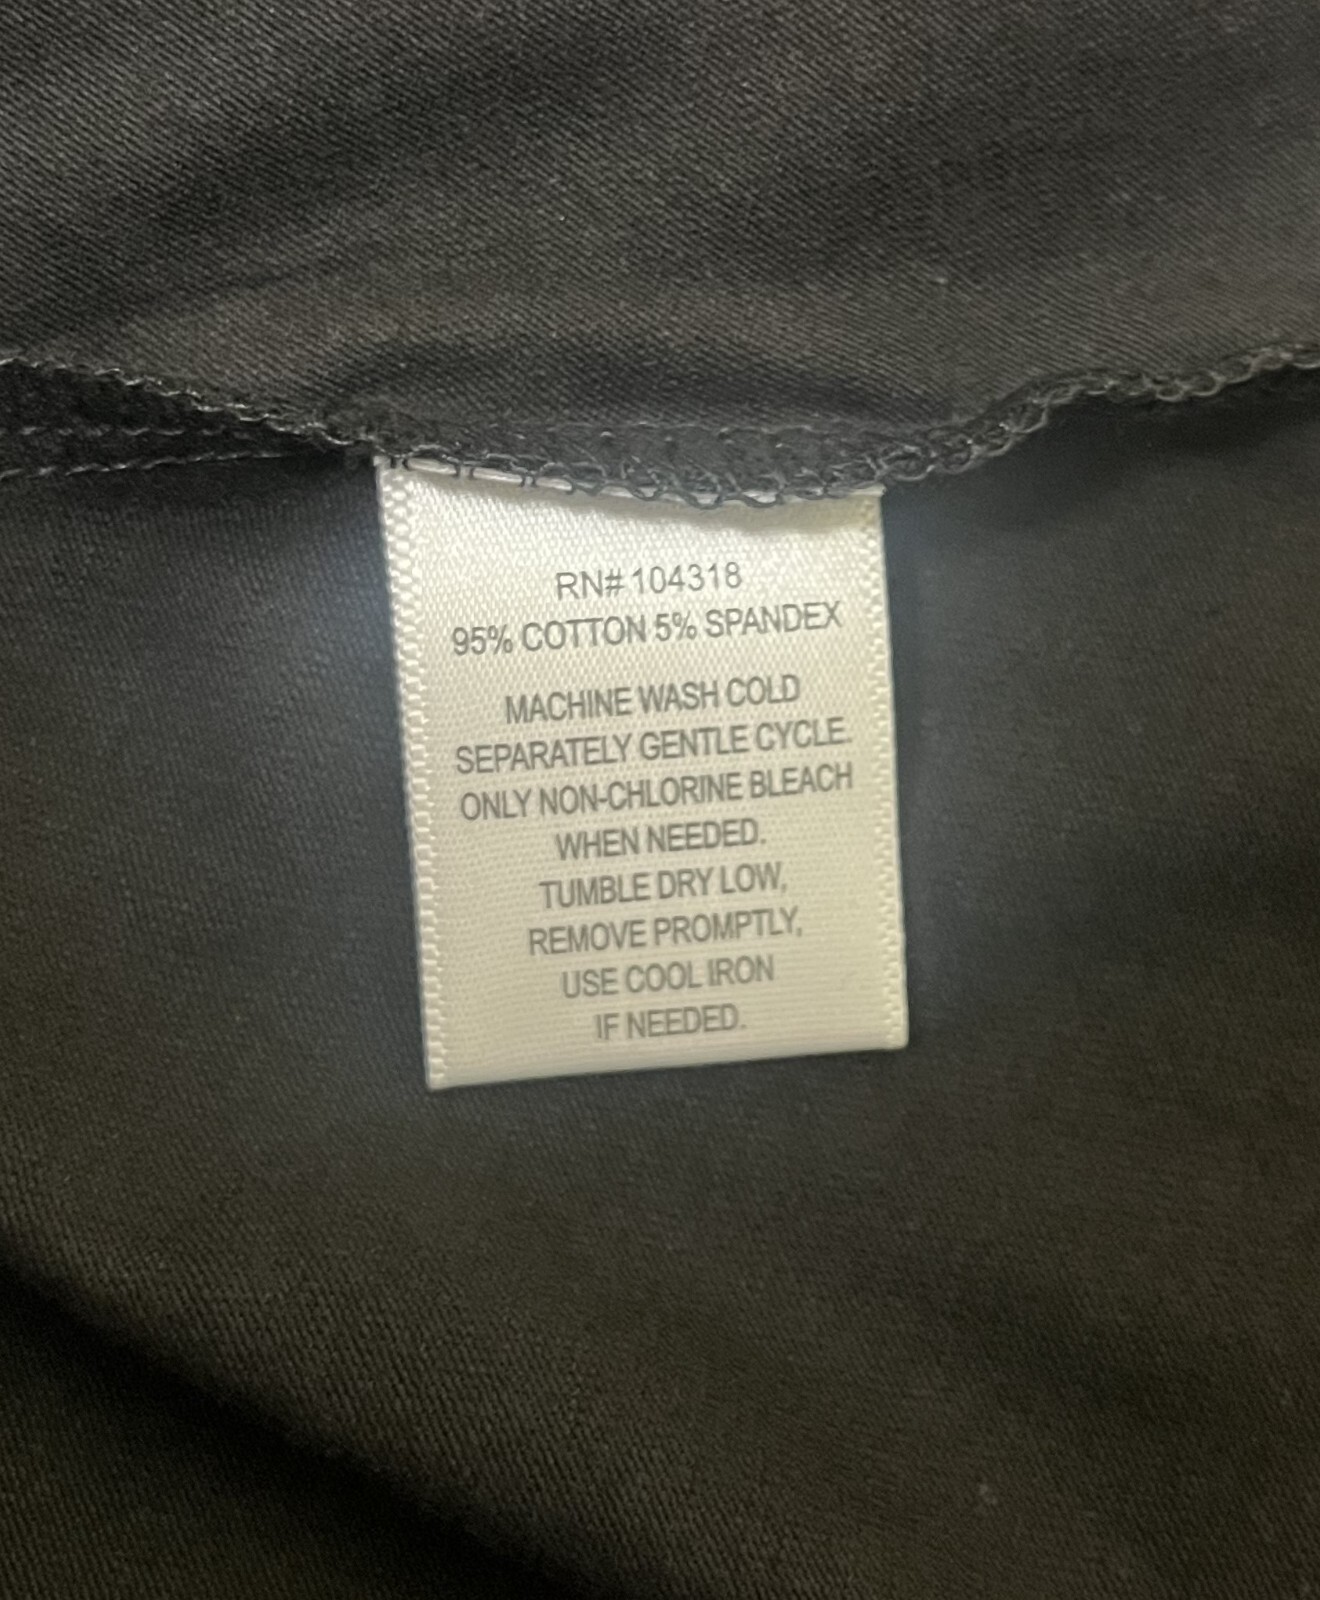 RN# 104318
95% COTTON 5% SPANDEX
MACHINE WASH COLD
SEPARATELY GENTLE CYCLE.
ONLY NON-CHLORINE BLEACH
WHEN NEEDED.
TUMBLE DRY LOW,
REMOVE PROMPTLY,
USE COOL IRON
IF NEEDED.